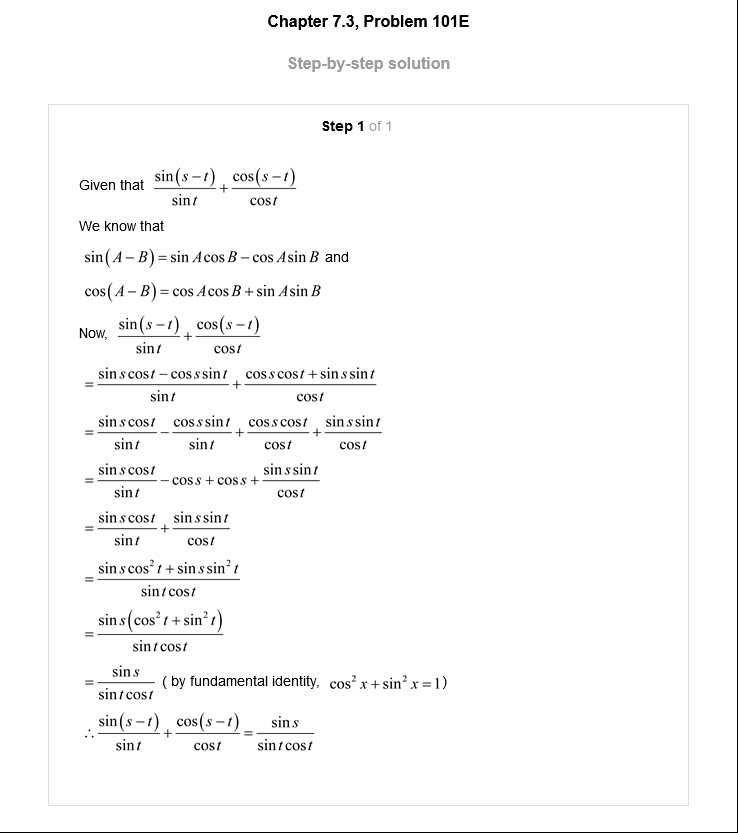 Chapter 7.3, Problem 101E
Step-by-step solution
Step 1 of 1
Given that \frac{\sin(s-t)}{\sin t}+\frac{\cos(s-t)}{\cos t}
We know that
\sin(A-B)=\sin A\cos B-\cos A\sin B and
\cos(A-B)=\cos A\cos B+\sin A\sin B
Now, \frac{\sin(s-t)}{\sin t}+\frac{\cos(s-t)}{\cos t}
=\frac{\sin s\cos t-\cos s\sin t}{\sin t}+\frac{\cos s\cos t+\sin s\sin t}{\cos t}
=\frac{\sin s\cos t}{\sin t}-\frac{\cos s\sin t}{\sin t}+\frac{\cos s\cos t}{\cos t}+\frac{\sin s\sin t}{\cos t}
=\frac{\sin s\cos t}{\sin t}-\cos s+\cos s+\frac{\sin s\sin t}{\cos t}
=\frac{\sin s\cos t}{\sin t}+\frac{\sin s\sin t}{\cos t}
=\frac{\sin s\cos^2 t+\sin s\sin^2 t}{\sin t\cos t}
=\frac{\sin s(\cos^2 t+\sin^2 t)}{\sin t\cos t}
=\frac{\sin s}{\sin t\cos t} ( by fundamental identity, \cos^2 x+\sin^2 x=1)
∴ \frac{\sin(s-t)}{\sin t}+\frac{\cos(s-t)}{\cos t}=\frac{\sin s}{\sin t\cos t}